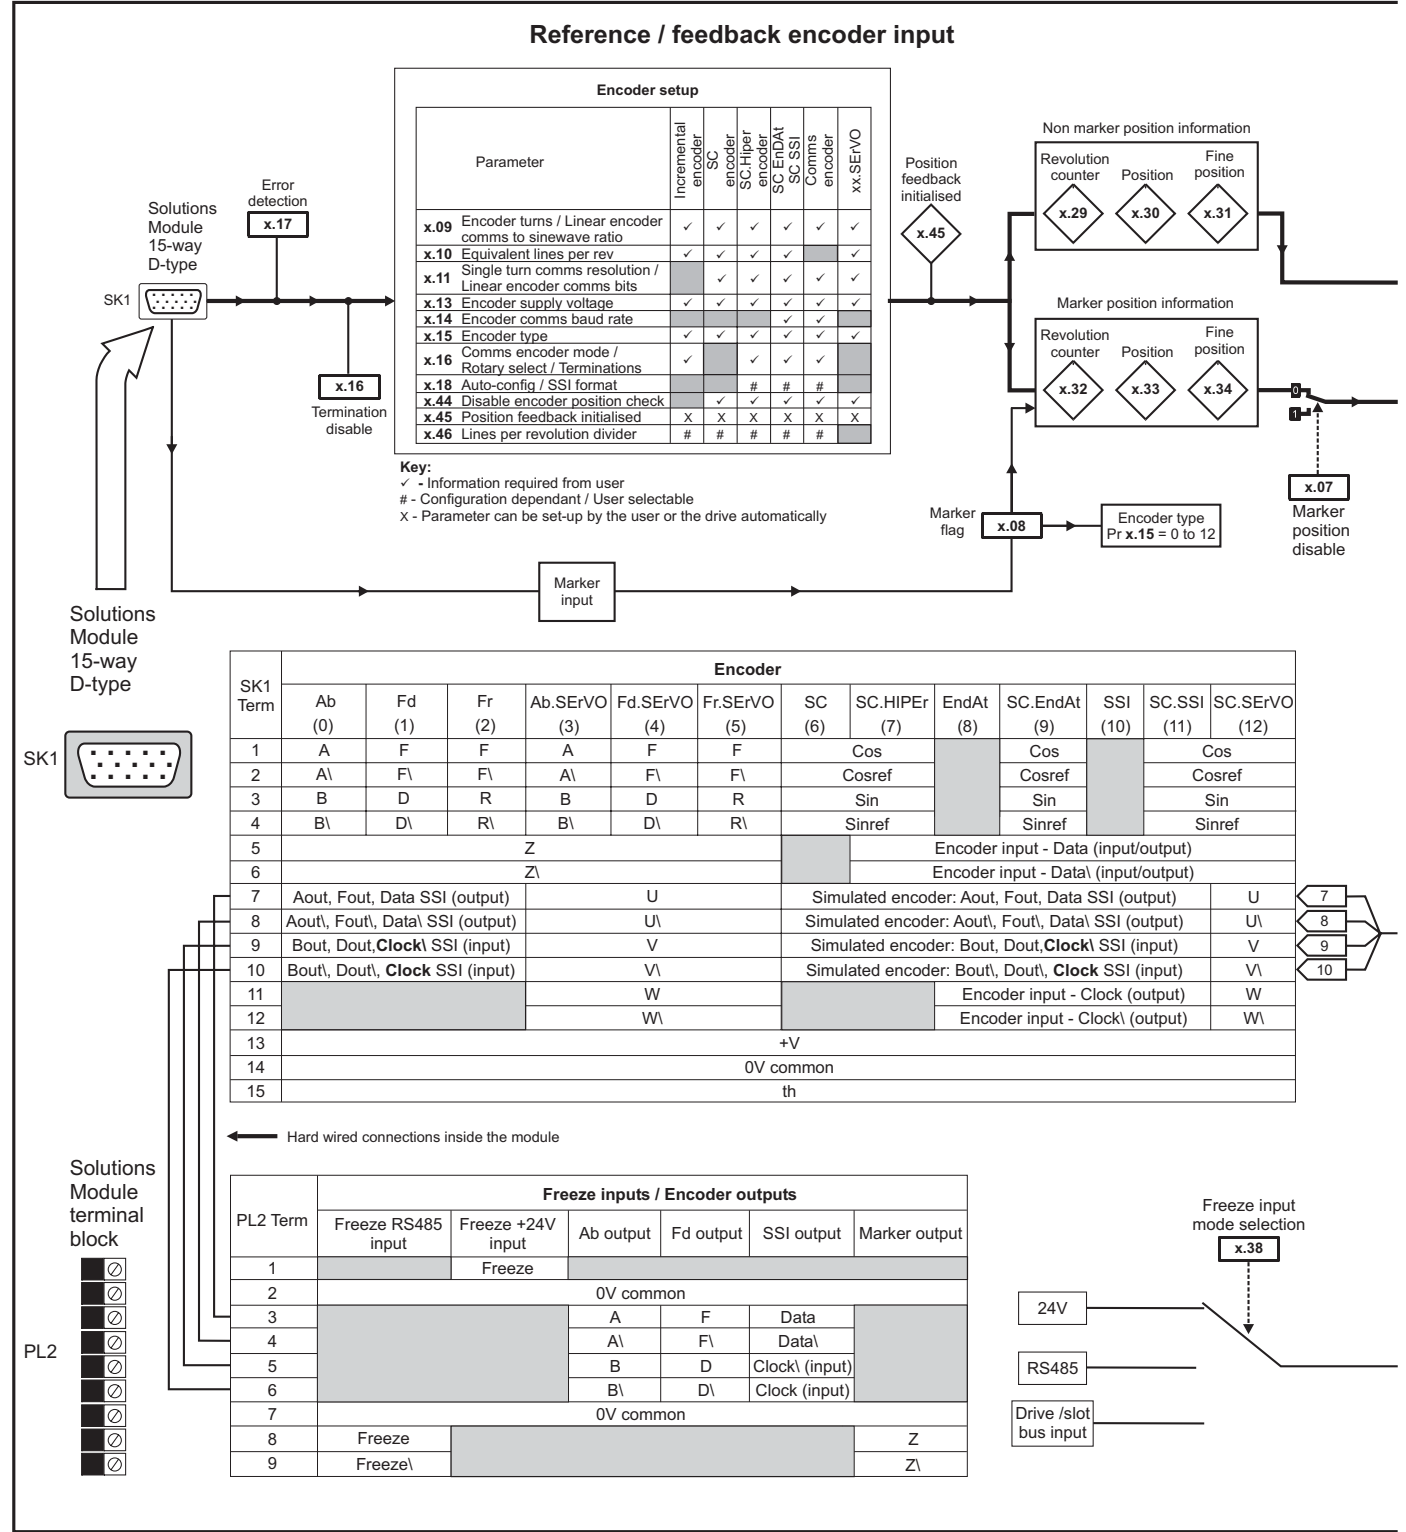 Reference / feedback encoder input
Encoder setup
Parameter
Incremental encoder
SC encoder
SC.Hiper encoder
SC EnDAt SC SSI
Comms encoder
xx.SErVO
x.09 Encoder turns / Linear encoder comms to sinewave ratio ✓ ✓ ✓ ✓ ✓ ✓
x.10 Equivalent lines per rev ✓ ✓ ✓ ✓ ✓
x.11 Single turn comms resolution / Linear encoder comms bits ✓ ✓ ✓ ✓ ✓
x.13 Encoder supply voltage ✓ ✓ ✓ ✓ ✓ ✓
x.14 Encoder comms baud rate ✓ ✓
x.15 Encoder type ✓ ✓ ✓ ✓ ✓ ✓
x.16 Comms encoder mode / Rotary select / Terminations ✓ ✓ ✓ ✓
x.18 Auto-config / SSI format # # #
x.44 Disable encoder position check ✓ ✓ ✓ ✓ ✓
x.45 Position feedback initialised X X X X X X
x.46 Lines per revolution divider # # # # #
Key:
✓ - Information required from user
# - Configuration dependant / User selectable
X - Parameter can be set-up by the user or the drive automatically
Solutions
Module
15-way
D-type
SK1
Error
detection
x.17
x.16
Termination
disable
Position
feedback
initialised
x.45
Non marker position information
Revolution
counter
Position
Fine
position
x.29 x.30 x.31
Marker position information
Revolution
counter
Position
Fine
position
x.32 x.33 x.34
0
1
x.07
Marker
position
disable
Marker
flag
x.08
Encoder type
Pr x.15 = 0 to 12
Marker
input
Solutions
Module
15-way
D-type
SK1
SK1 Term
Encoder
Ab (0) Fd (1) Fr (2) Ab.SErVO (3) Fd.SErVO (4) Fr.SErVO (5) SC (6) SC.HIPEr (7) EndAt (8) SC.EndAt (9) SSI (10) SC.SSI (11) SC.SErVO (12)
1 A F F A F F Cos Cos Cos
2 A\ F\ F\ A\ F\ F\ Cosref Cosref Cosref
3 B D R B D R Sin Sin Sin
4 B\ D\ R\ B\ D\ R\ Sinref Sinref Sinref
5 Z Encoder input - Data (input/output)
6 Z\ Encoder input - Data\ (input/output)
7 Aout, Fout, Data SSI (output) U Simulated encoder: Aout, Fout, Data SSI (output) U 7
8 Aout\, Fout\, Data\ SSI (output) U\ Simulated encoder: Aout\, Fout\, Data\ SSI (output) U\ 8
9 Bout, Dout,Clock\ SSI (input) V Simulated encoder: Bout, Dout,Clock\ SSI (input) V 9
10 Bout\, Dout\, Clock SSI (input) V\ Simulated encoder: Bout\, Dout\, Clock SSI (input) V\ 10
11 W Encoder input - Clock (output) W
12 W\ Encoder input - Clock\ (output) W\
13 +V
14 0V common
15 th
Hard wired connections inside the module
Solutions
Module
terminal
block
PL2
PL2 Term
Freeze inputs / Encoder outputs
Freeze RS485 input Freeze +24V input Ab output Fd output SSI output Marker output
1 Freeze
2 0V common
3 A F Data
4 A\ F\ Data\
5 B D Clock\ (input)
6 B\ D\ Clock (input)
7 0V common
8 Freeze Z
9 Freeze\ Z\
Freeze input
mode selection
x.38
24V
RS485
Drive /slot
bus input